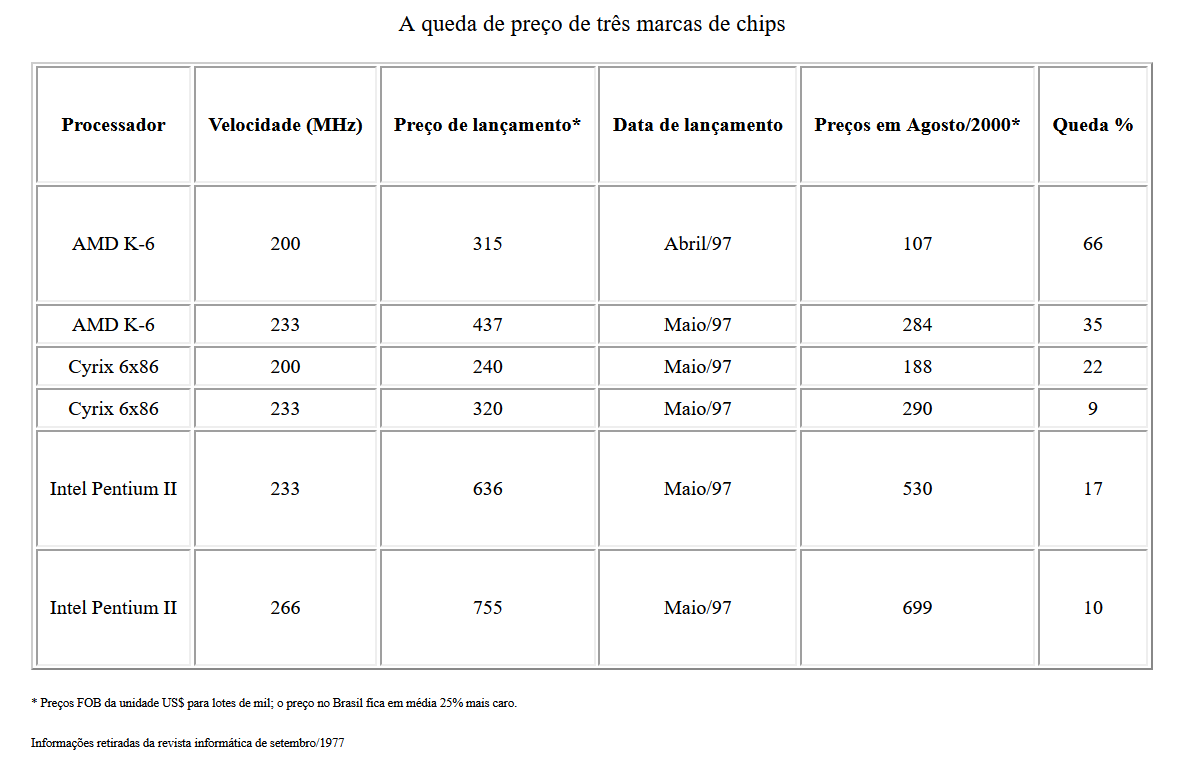 A queda de preço de três marcas de chips
Processador Velocidade (MHz) Preço de lançamento* Data de lançamento Preços em Agosto/2000* Queda %
AMD K-6 200 315 Abril/97 107 66
AMD K-6 233 437 Maio/97 284 35
Cyrix 6x86 200 240 Maio/97 188 22
Cyrix 6x86 233 320 Maio/97 290 9
Intel Pentium II 233 636 Maio/97 530 17
Intel Pentium II 266 755 Maio/97 699 10
* Preços FOB da unidade US$ para lotes de mil; o preço no Brasil fica em média 25% mais caro.
Informações retiradas da revista informática de setembro/1977